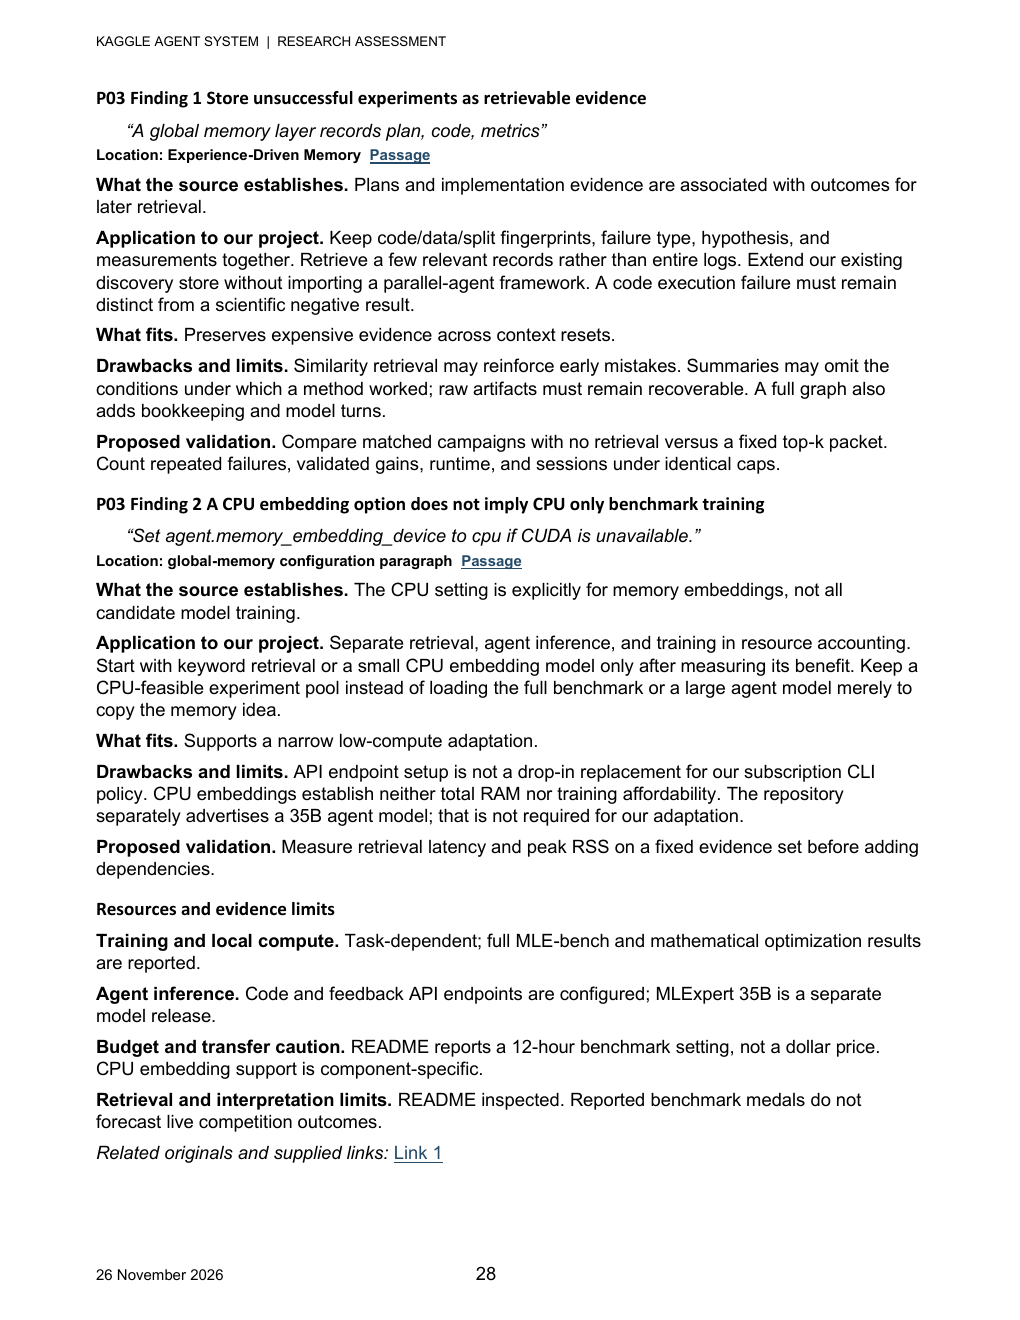 KAGGLE AGENT SYSTEM | RESEARCH ASSESSMENT
P03 Finding 1 Store unsuccessful experiments as retrievable evidence
“A global memory layer records plan, code, metrics”
Location: Experience-Driven Memory Passage
What the source establishes. Plans and implementation evidence are associated with outcomes for
later retrieval.
Application to our project. Keep code/data/split fingerprints, failure type, hypothesis, and
measurements together. Retrieve a few relevant records rather than entire logs. Extend our existing
discovery store without importing a parallel-agent framework. A code execution failure must remain
distinct from a scientific negative result.
What fits. Preserves expensive evidence across context resets.
Drawbacks and limits. Similarity retrieval may reinforce early mistakes. Summaries may omit the
conditions under which a method worked; raw artifacts must remain recoverable. A full graph also
adds bookkeeping and model turns.
Proposed validation. Compare matched campaigns with no retrieval versus a fixed top-k packet.
Count repeated failures, validated gains, runtime, and sessions under identical caps.
P03 Finding 2 A CPU embedding option does not imply CPU only benchmark training
“Set agent.memory_embedding_device to cpu if CUDA is unavailable.”
Location: global-memory configuration paragraph Passage
What the source establishes. The CPU setting is explicitly for memory embeddings, not all
candidate model training.
Application to our project. Separate retrieval, agent inference, and training in resource accounting.
Start with keyword retrieval or a small CPU embedding model only after measuring its benefit. Keep a
CPU-feasible experiment pool instead of loading the full benchmark or a large agent model merely to
copy the memory idea.
What fits. Supports a narrow low-compute adaptation.
Drawbacks and limits. API endpoint setup is not a drop-in replacement for our subscription CLI
policy. CPU embeddings establish neither total RAM nor training affordability. The repository
separately advertises a 35B agent model; that is not required for our adaptation.
Proposed validation. Measure retrieval latency and peak RSS on a fixed evidence set before adding
dependencies.
Resources and evidence limits
Training and local compute. Task-dependent; full MLE-bench and mathematical optimization results
are reported.
Agent inference. Code and feedback API endpoints are configured; MLExpert 35B is a separate
model release.
Budget and transfer caution. README reports a 12-hour benchmark setting, not a dollar price.
CPU embedding support is component-specific.
Retrieval and interpretation limits. README inspected. Reported benchmark medals do not
forecast live competition outcomes.
Related originals and supplied links: Link 1
26 November 2026 28